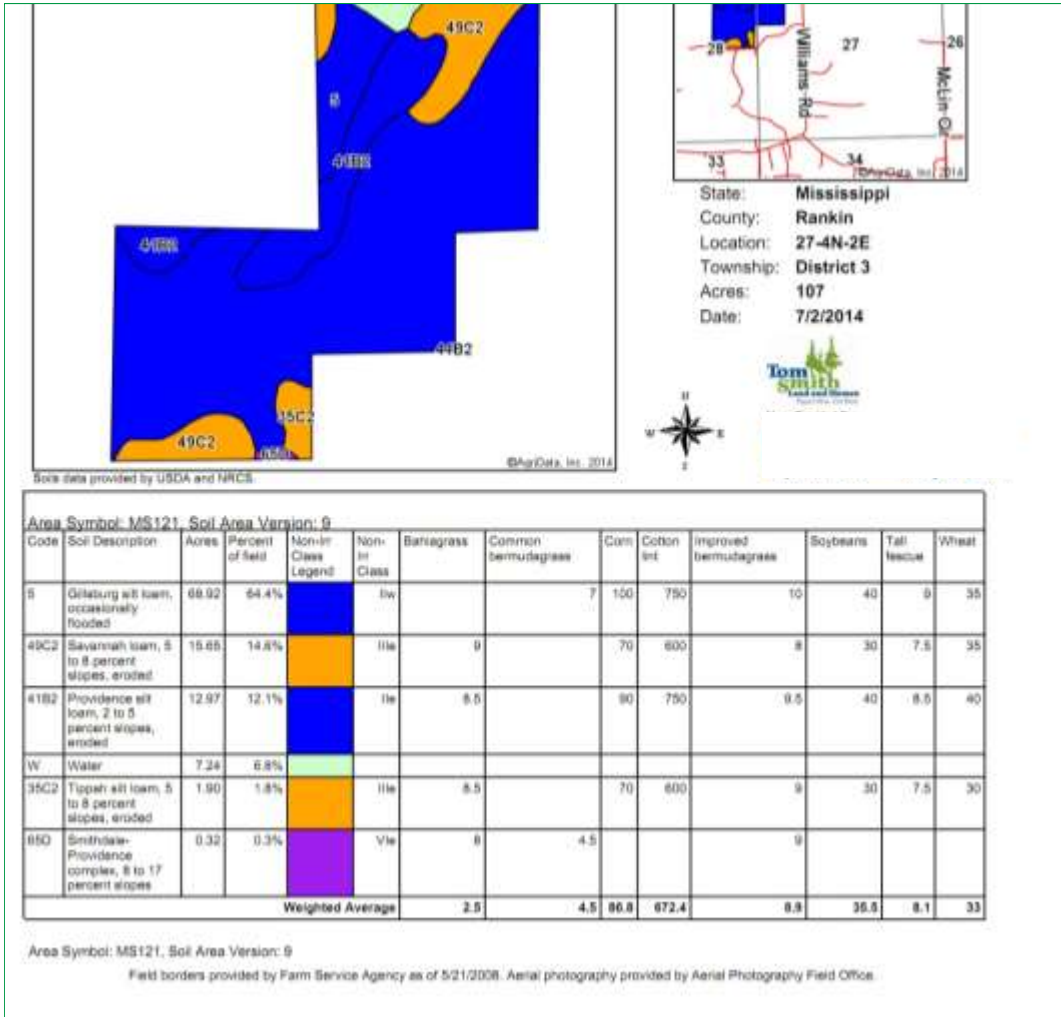 49C2
5
41B2
41B2
44B2
35C2
49C2
65D
©AgriData, Inc. 2014
Soils data provided by USDA and NRCS.
Williams Rd
28
27
26
McLin
33
34
©AgriData, Inc. 2014
State: Mississippi
County: Rankin
Location: 27-4N-2E
Township: District 3
Acres: 107
Date: 7/2/2014
Tom
Smith
Land and Homes
W E
Area Symbol: MS121, Soil Area Version: 9
Code Soil Description Acres Percent of field Non-Irr Class Legend Non-Irr Class Bahiagrass Common bermudagrass Corn Cotton lint Improved bermudagrass Soybeans Tall fescue Wheat
5 Gillsburg silt loam, occasionally flooded 68.92 64.4% IIw 7 100 750 10 40 9 35
49C2 Savannah loam, 5 to 8 percent slopes, eroded 15.65 14.6% IIIe 9 70 600 8 30 7.5 35
41B2 Providence silt loam, 2 to 5 percent slopes, eroded 12.97 12.1% IIe 8.5 90 750 9.5 40 8.5 40
W Water 7.24 6.8%
35C2 Tippah silt loam, 5 to 8 percent slopes, eroded 1.90 1.8% IIIe 8.5 70 600 9 30 7.5 30
65D Smithdale-Providence complex, 8 to 17 percent slopes 0.32 0.3% VIe 8 4.5 9
Weighted Average 2.5 4.5 86.8 672.4 8.9 35.5 8.1 33
Area Symbol: MS121, Soil Area Version: 9
Field borders provided by Farm Service Agency as of 5/21/2008. Aerial photography provided by Aerial Photography Field Office.